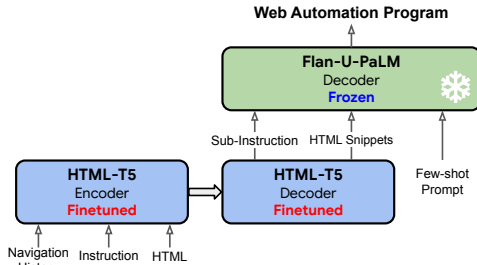 Web Automation Program
Flan-U-PaLM
Decoder
Frozen
Sub-Instruction
HTML Snippets
HTML-T5
Encoder
Finetuned
HTML-T5
Decoder
Finetuned
Few-shot
Prompt
Navigation
Instruction
HTML